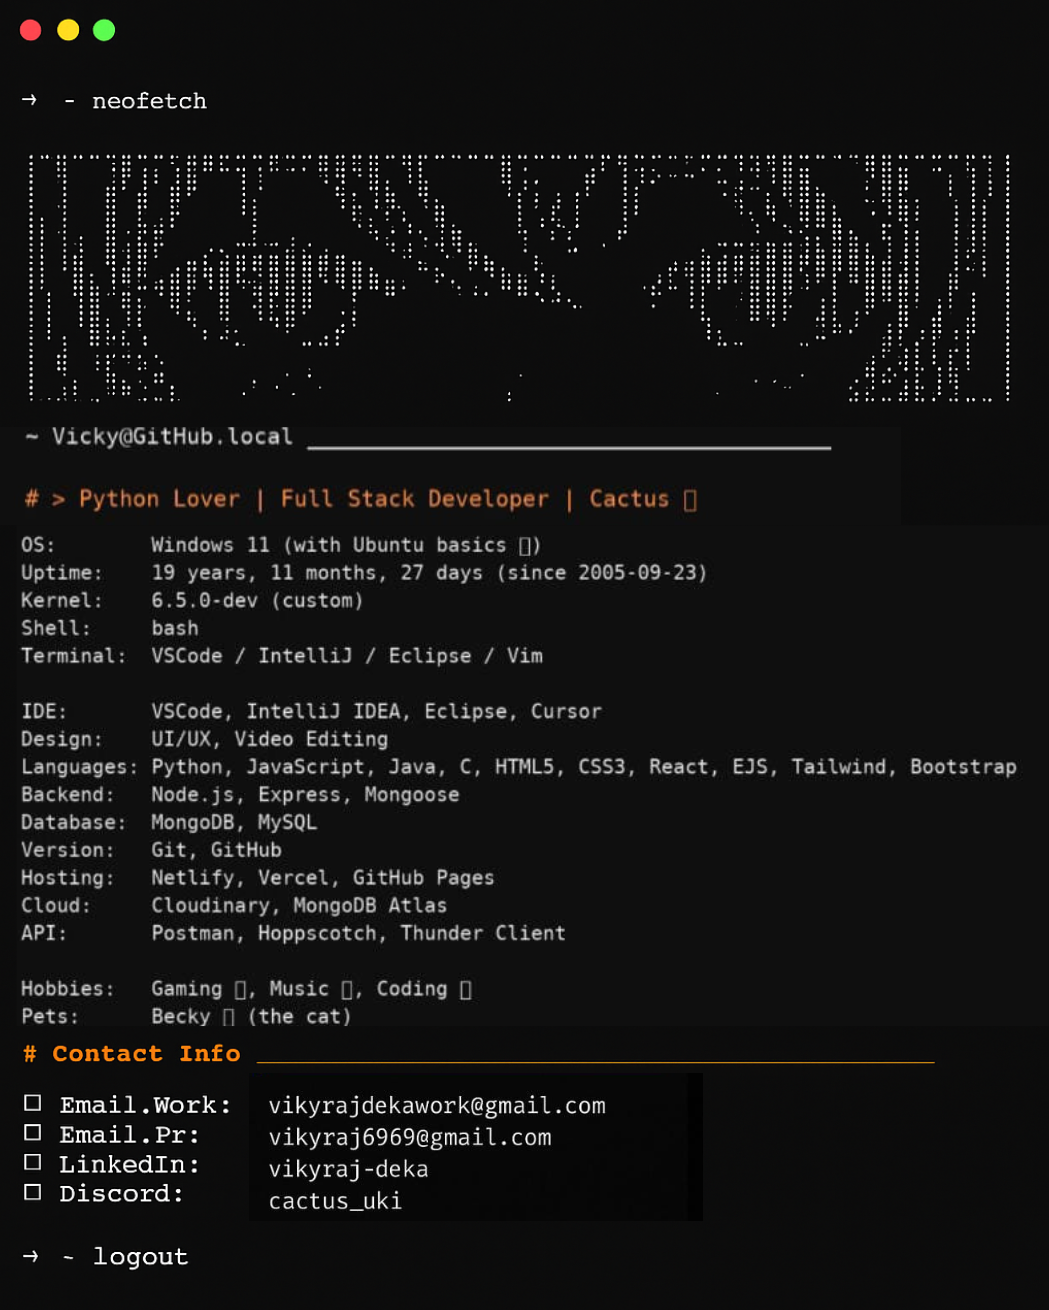 → ~ neofetch
~ Vicky@GitHub.local
# > Python Lover | Full Stack Developer | Cactus 
OS: Windows 11 (with Ubuntu basics ▯)
Uptime: 19 years, 11 months, 27 days (since 2005-09-23)
Kernel: 6.5.0-dev (custom)
Shell: bash
Terminal: VSCode / IntelliJ / Eclipse / Vim
IDE: VSCode, IntelliJ IDEA, Eclipse, Cursor
Design: UI/UX, Video Editing
Languages: Python, JavaScript, Java, C, HTML5, CSS3, React, EJS, Tailwind, Bootstrap
Backend: Node.js, Express, Mongoose
Database: MongoDB, MySQL
Version: Git, GitHub
Hosting: Netlify, Vercel, GitHub Pages
Cloud: Cloudinary, MongoDB Atlas
API: Postman, Hoppscotch, Thunder Client
Hobbies: Gaming ▯, Music ▯, Coding ▯
Pets: Becky ▯ (the cat)
# Contact Info
☐ Email.Work: vikyrajdekawork@gmail.com
☐ Email.Pr: vikyraj6969@gmail.com
☐ LinkedIn: vikyraj-deka
☐ Discord: cactus_uki
→ ~ logout